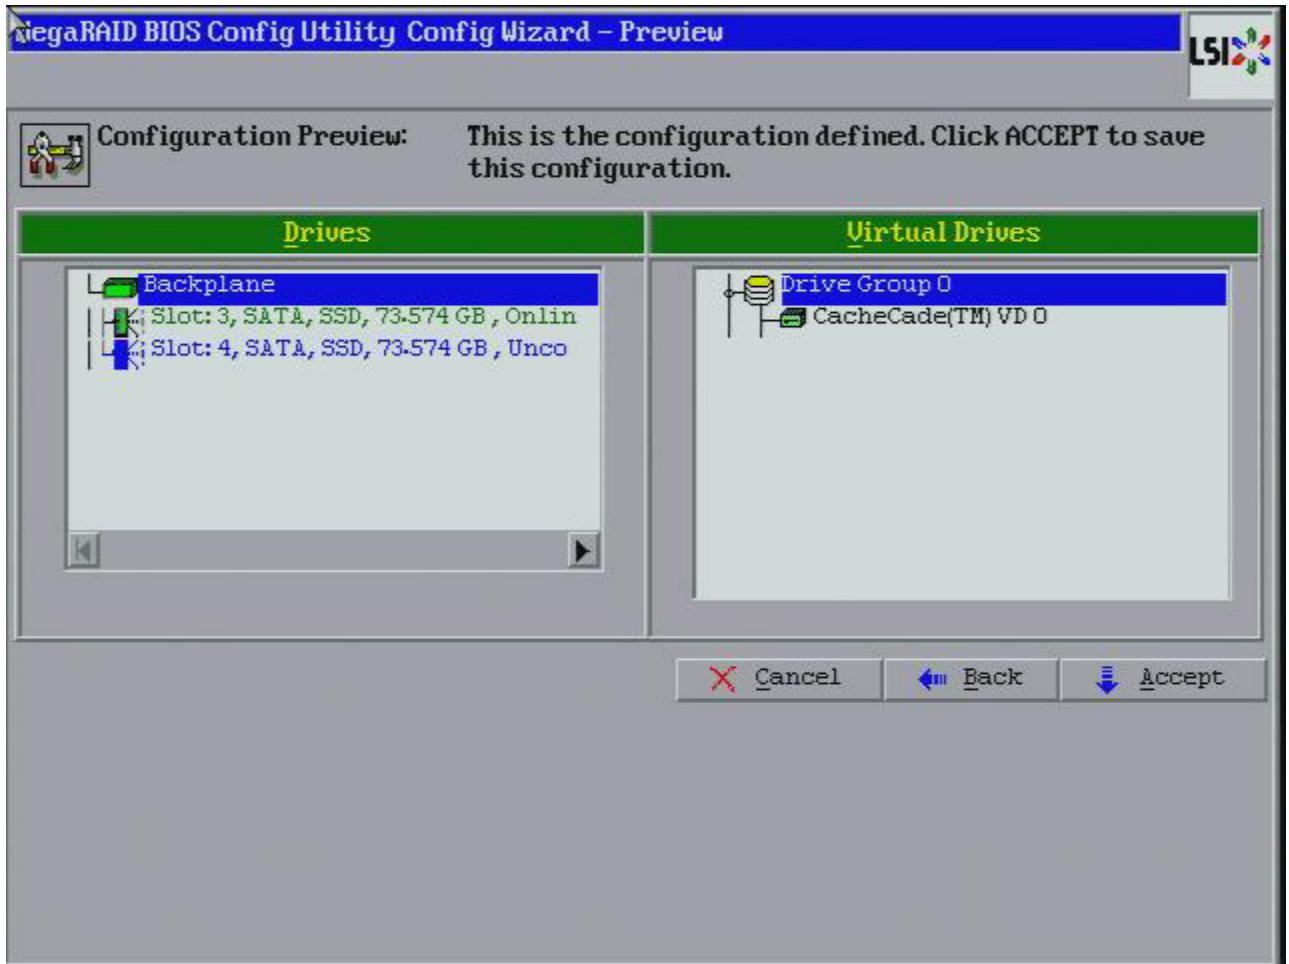 MegaRAID BIOS Config Utility Config Wizard – Preview
LSI
Configuration Preview:
This is the configuration defined. Click ACCEPT to save
this configuration.
Drives
Virtual Drives
Backplane
Slot: 3, SATA, SSD, 73.574 GB , Onlin
Slot: 4, SATA, SSD, 73.574 GB , Unco
Drive Group 0
CacheCade(TM) VD 0
Cancel
Back
Accept